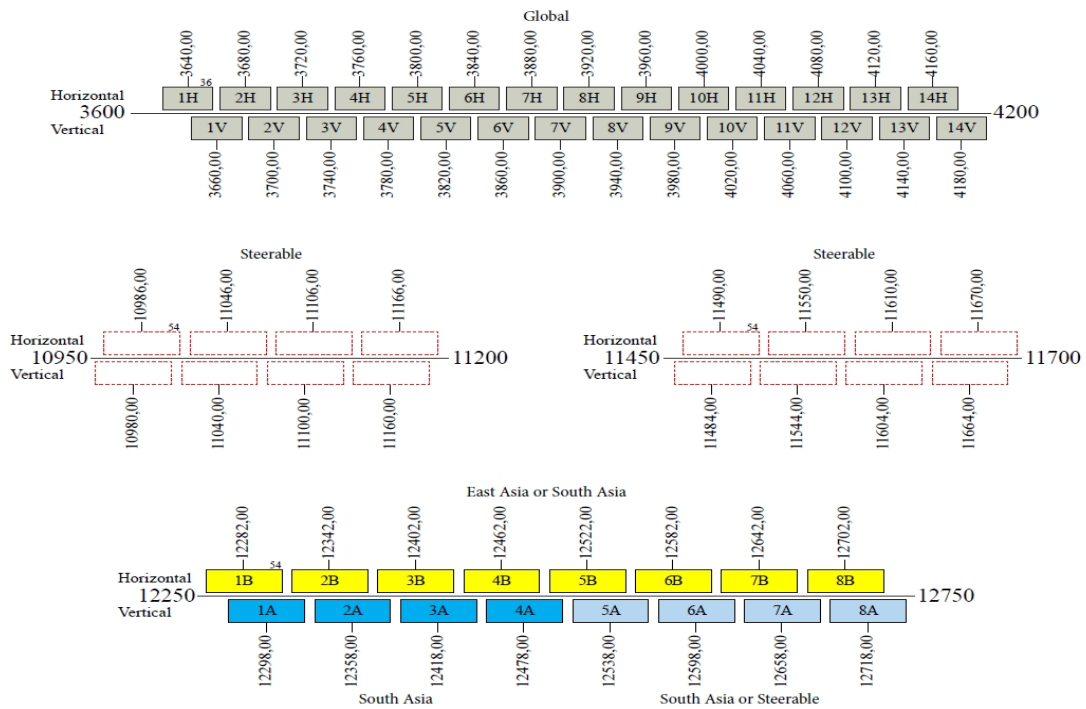 Global
3640,00 3680,00 3720,00 3760,00 3800,00 3840,00 3880,00 3920,00 3960,00 4000,00 4040,00 4080,00 4120,00 4160,00
36
Horizontal 1H 2H 3H 4H 5H 6H 7H 8H 9H 10H 11H 12H 13H 14H
3600 4200
Vertical 1V 2V 3V 4V 5V 6V 7V 8V 9V 10V 11V 12V 13V 14V
3660,00 3700,00 3740,00 3780,00 3820,00 3860,00 3900,00 3940,00 3980,00 4020,00 4060,00 4100,00 4140,00 4180,00
Steerable
10986,00 11046,00 11106,00 11166,00
54
Horizontal
10950 11200
Vertical
10980,00 11040,00 11100,00 11160,00
Steerable
11490,00 11550,00 11610,00 11670,00
54
Horizontal
11450 11700
Vertical
11484,00 11544,00 11604,00 11664,00
East Asia or South Asia
12282,00 12342,00 12402,00 12462,00 12522,00 12582,00 12642,00 12702,00
54
Horizontal 1B 2B 3B 4B 5B 6B 7B 8B
12250 12750
Vertical 1A 2A 3A 4A 5A 6A 7A 8A
12298,00 12358,00 12418,00 12478,00 12538,00 12598,00 12658,00 12718,00
South Asia South Asia or Steerable